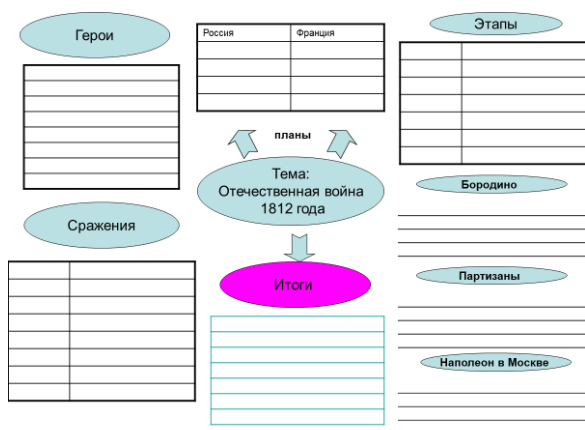 Герои
Россия
Франция
Этапы
планы
Тема:
Отечественная война
1812 года
Бородино
Сражения
Партизаны
Итоги
Наполеон в Москве